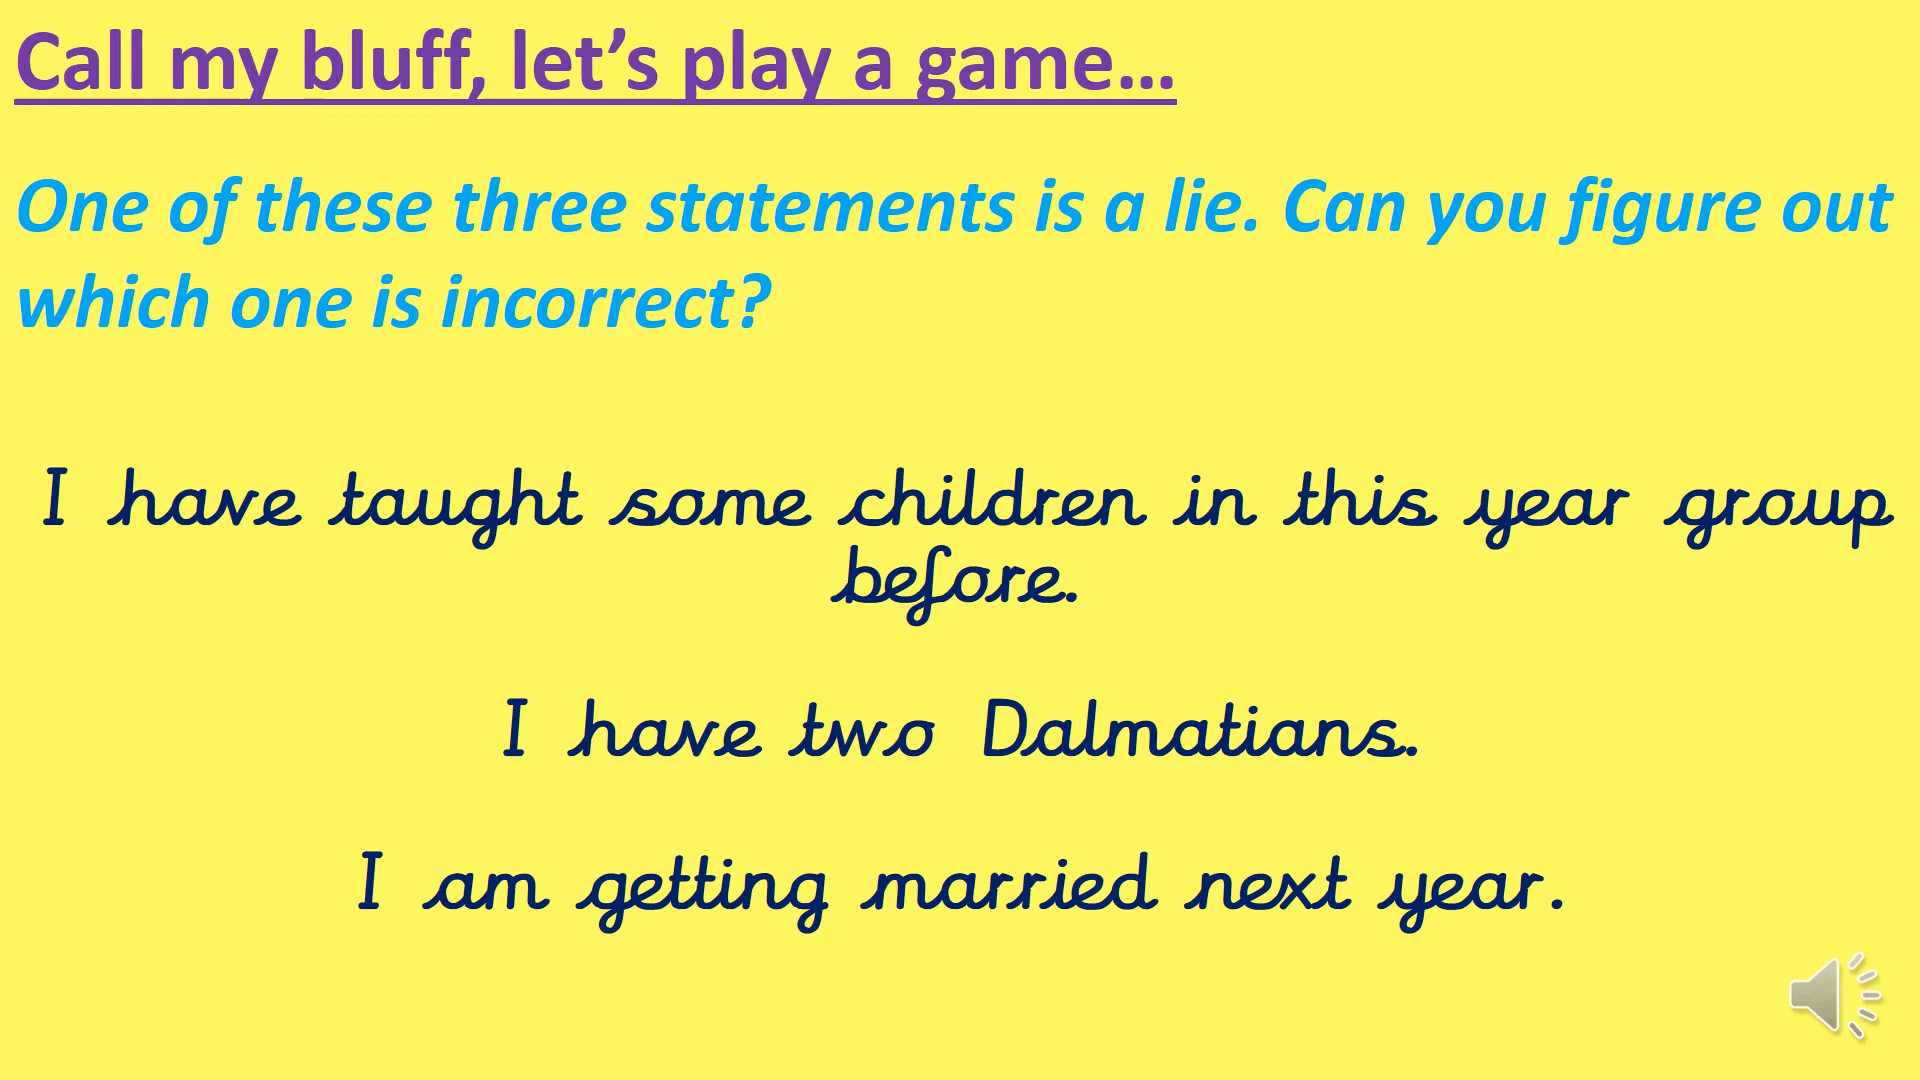 Call my bluff, let’s play a game…
One of these three statements is a lie. Can you figure out
which one is incorrect?
I have taught some children in this year group
before.
I have two Dalmatians.
I am getting married next year.